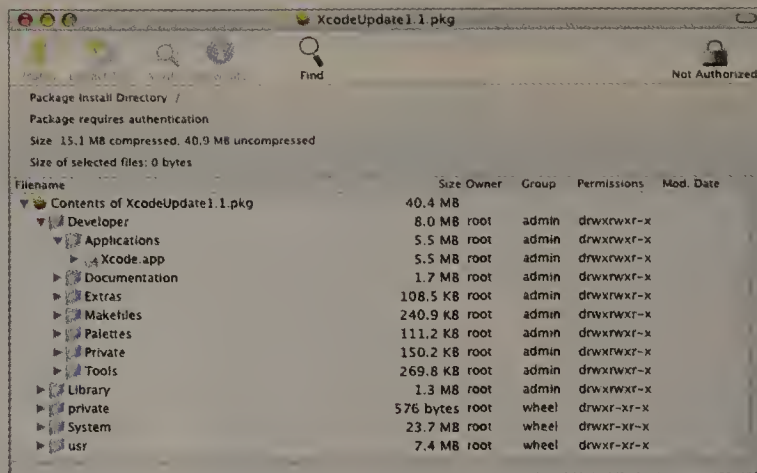 XcodeUpdate1.1.pkg
Find
Not Authorized
Package Install Directory /
Package requires authentication
Size 15.1 MB compressed, 40.9 MB uncompressed
Size of selected files: 0 bytes
Filename Size Owner Group Permissions Mod. Date
Contents of XcodeUpdate1.1.pkg 40.4 MB
Developer 8.0 MB root admin drwxrwxr-x
Applications 5.5 MB root admin drwxrwxr-x
Xcode.app 5.5 MB root admin drwxrwxr-x
Documentation 1.7 MB root admin drwxrwxr-x
Extras 108.5 KB root admin drwxrwxr-x
Makefiles 240.9 KB root admin drwxrwxr-x
Palettes 111.2 KB root admin drwxrwxr-x
Private 150.2 KB root admin drwxrwxr-x
Tools 269.8 KB root admin drwxrwxr-x
Library 1.3 MB root admin drwxrwxr-x
private 576 bytes root wheel drwxr-xr-x
System 23.7 MB root wheel drwxr-xr-x
usr 7.4 MB root wheel drwxr-xr-x